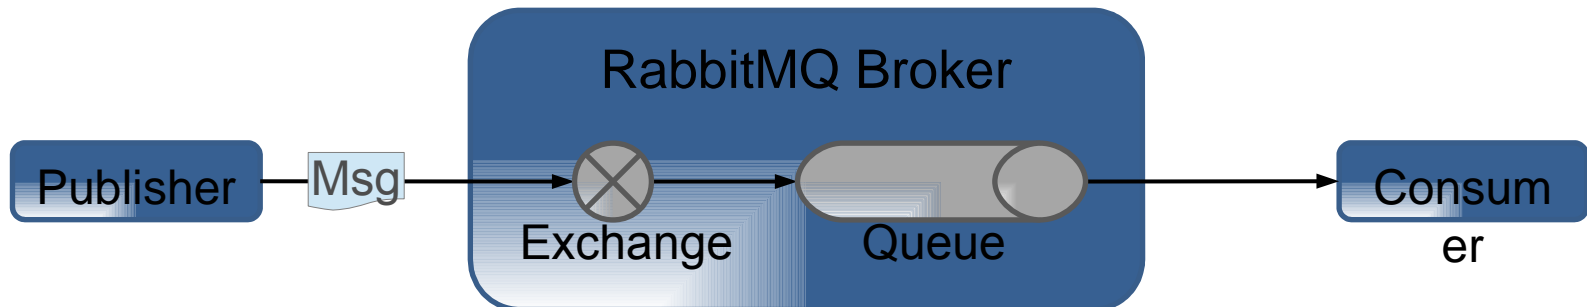 RabbitMQ Broker
Publisher
Msg
Exchange
Queue
Consum
er